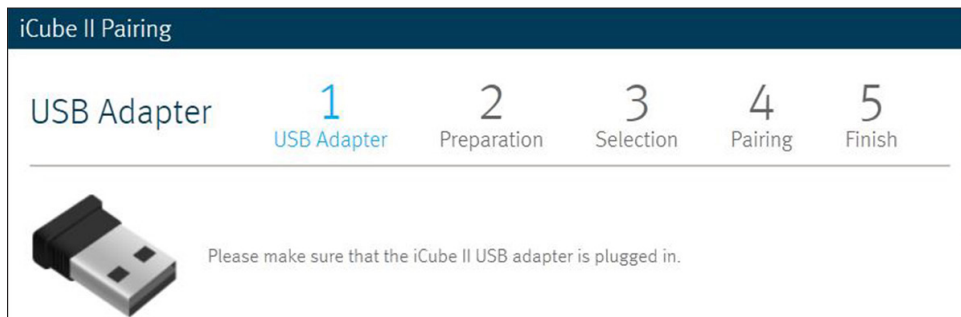 iCube II Pairing
USB Adapter
1 2 3 4 5
USB Adapter Preparation Selection Pairing Finish
Please make sure that the iCube II USB adapter is plugged in.